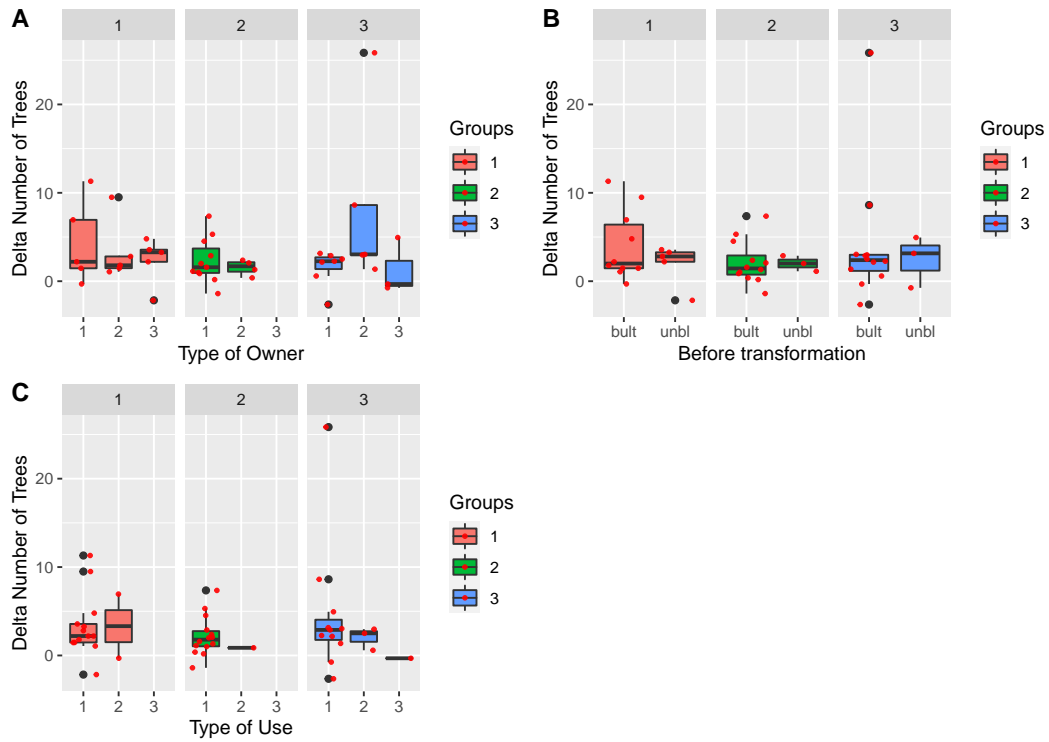 A
1 2 3
Delta Number of Trees
20
10
0
1 2 3 1 2 3 1 2 3
Type of Owner
Groups
1
2
3
B
1 2 3
Delta Number of Trees
20
10
0
bult unbl bult unbl bult unbl
Before transformation
Groups
1
2
3
C
1 2 3
Delta Number of Trees
20
10
0
1 2 3 1 2 3 1 2 3
Type of Use
Groups
1
2
3